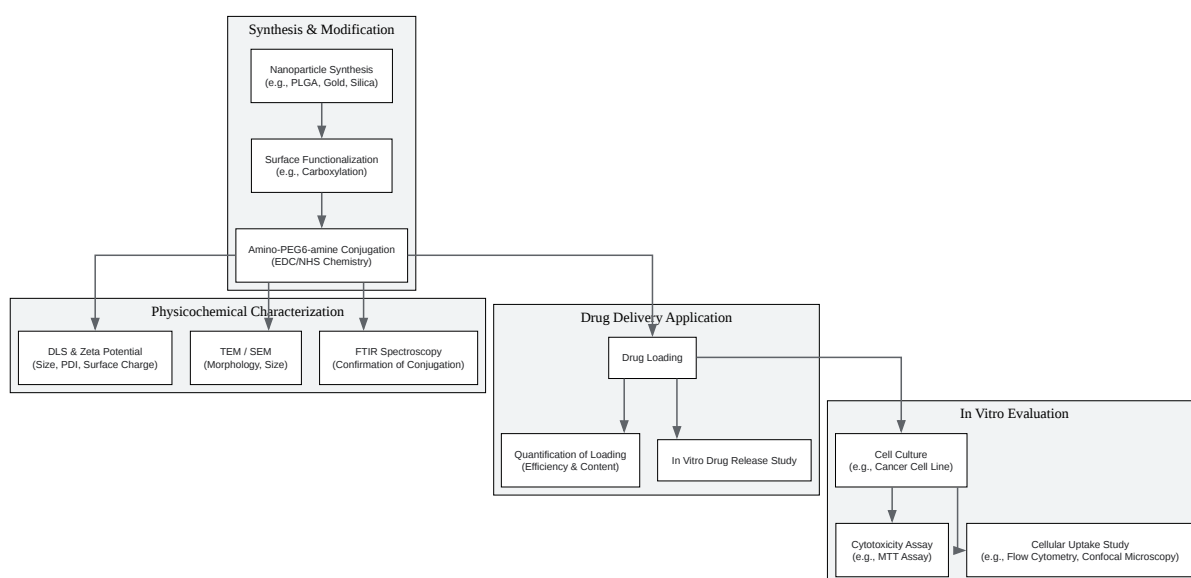 Synthesis & Modification
Nanoparticle Synthesis
(e.g., PLGA, Gold, Silica)
Surface Functionalization
(e.g., Carboxylation)
Amino-PEG6-amine Conjugation
(EDC/NHS Chemistry)
Physicochemical Characterization
DLS & Zeta Potential
(Size, PDI, Surface Charge)
TEM / SEM
(Morphology, Size)
FTIR Spectroscopy
(Confirmation of Conjugation)
Drug Delivery Application
Drug Loading
Quantification of Loading
(Efficiency & Content)
In Vitro Drug Release Study
In Vitro Evaluation
Cell Culture
(e.g., Cancer Cell Line)
Cytotoxicity Assay
(e.g., MTT Assay)
Cellular Uptake Study
(e.g., Flow Cytometry, Confocal Microscopy)